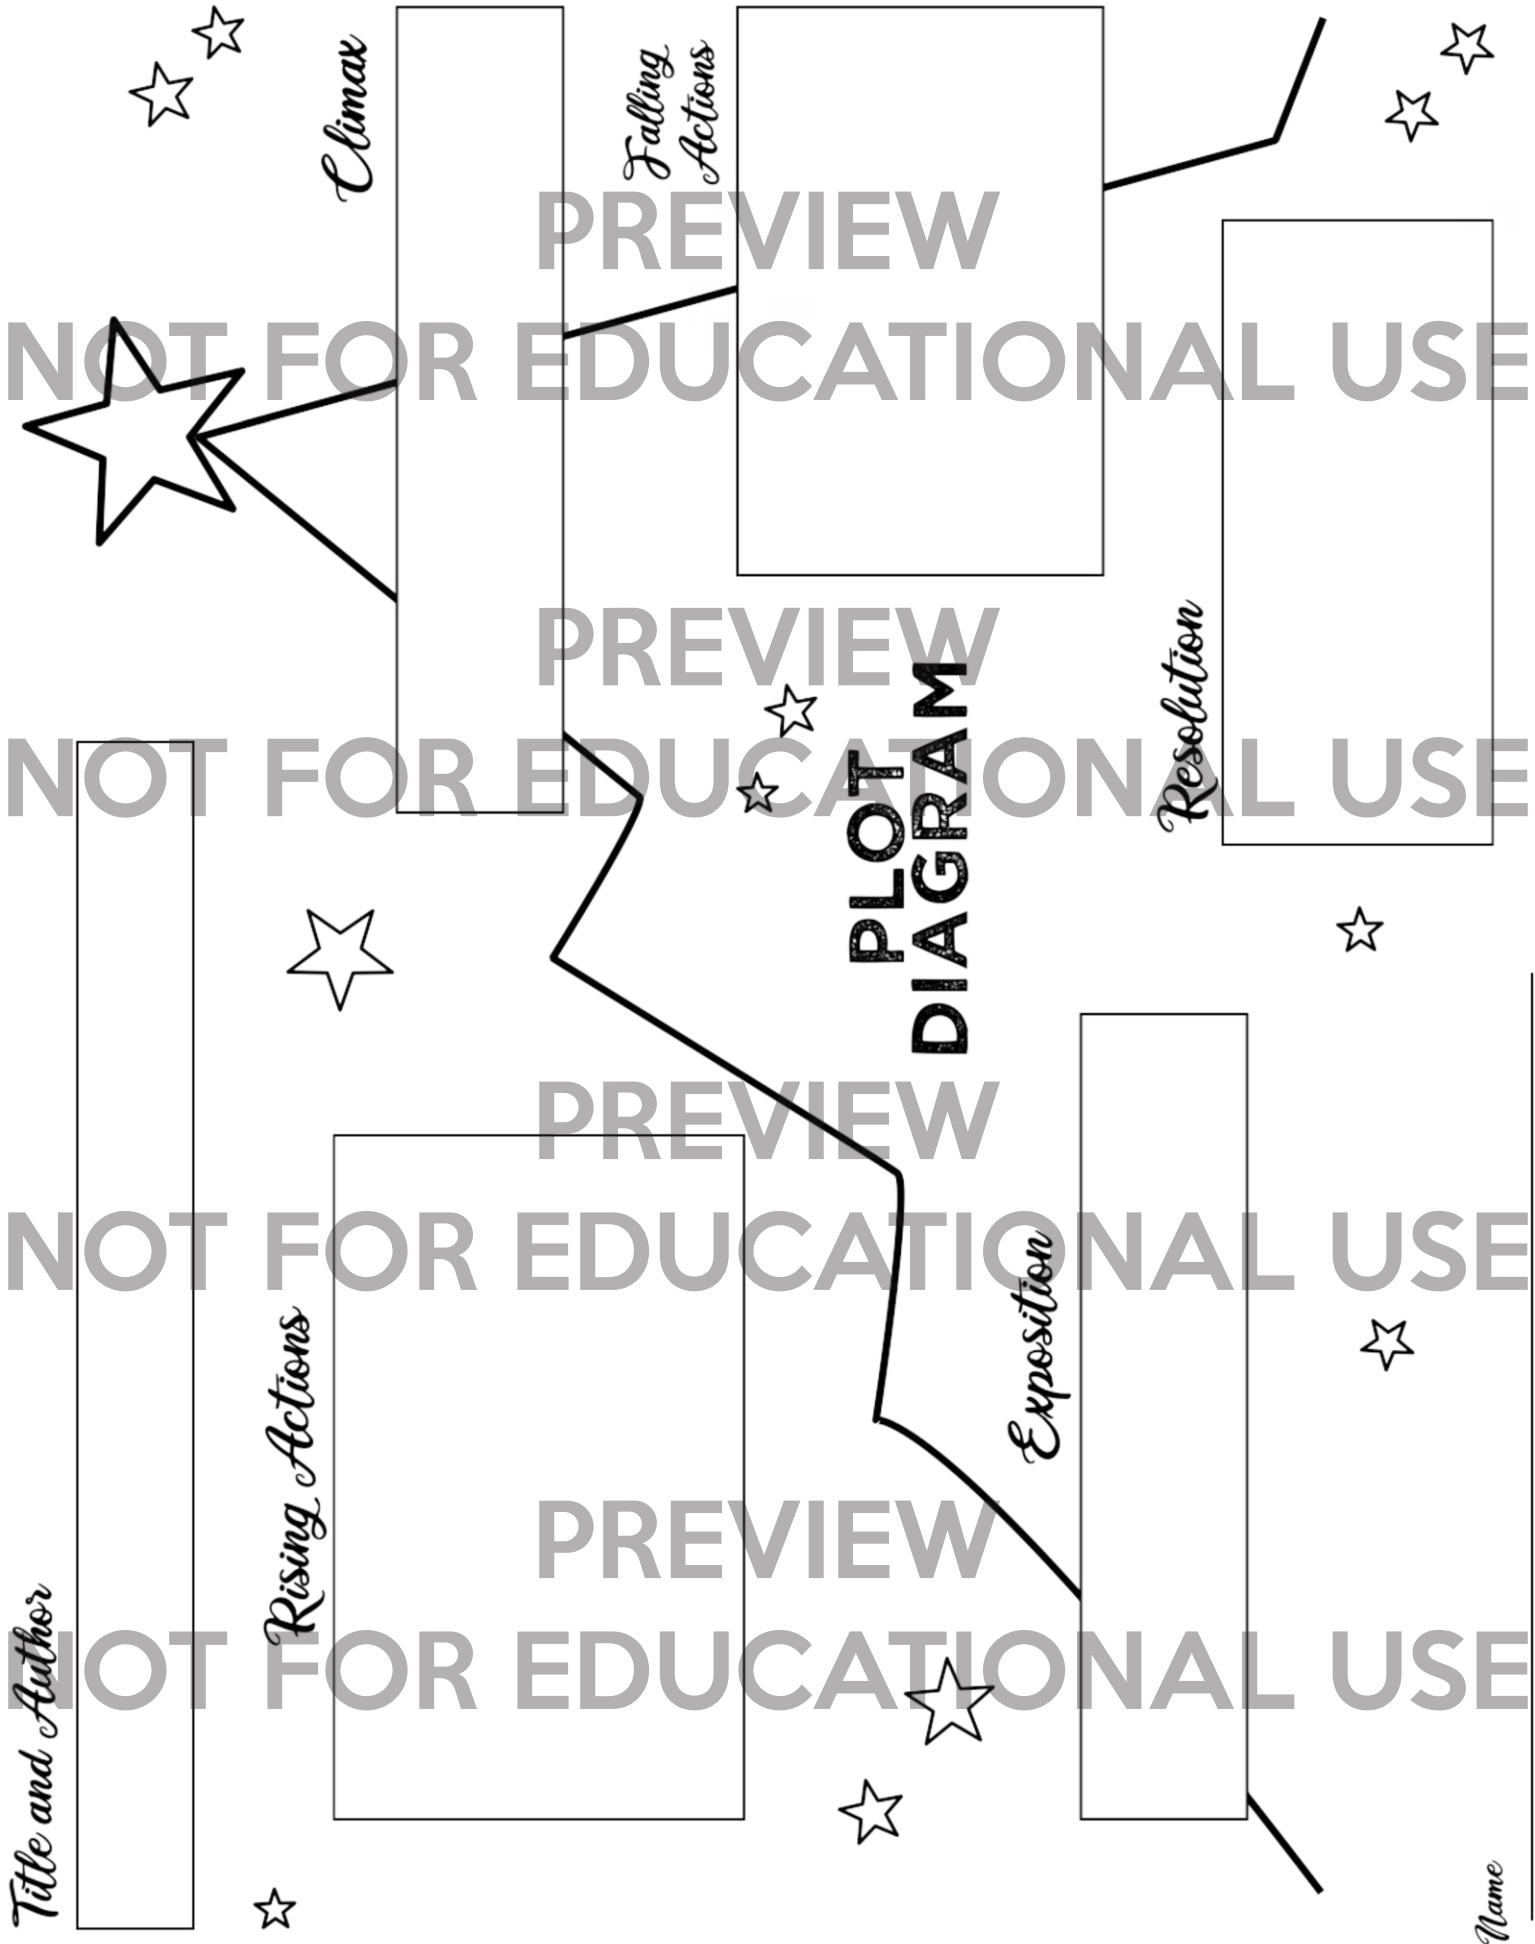 Title and Author
Rising Actions
Climax
Falling
Actions
PLOT
DIAGRAM
Exposition
Resolution
Name
PREVIEW
NOT FOR EDUCATIONAL USE
PREVIEW
NOT FOR EDUCATIONAL USE
PREVIEW
NOT FOR EDUCATIONAL USE
PREVIEW
NOT FOR EDUCATIONAL USE